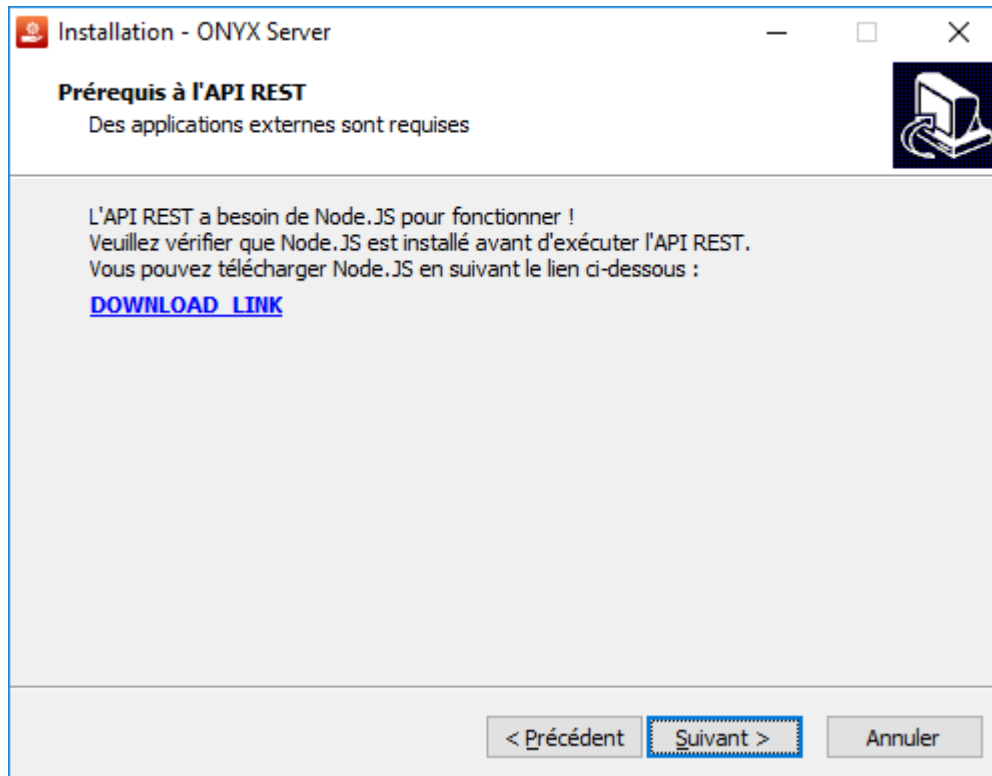 Installation - ONYX Server
Prérequis à l'API REST
Des applications externes sont requises
L'API REST a besoin de Node.JS pour fonctionner !
Veuillez vérifier que Node.JS est installé avant d'exécuter l'API REST.
Vous pouvez télécharger Node.JS en suivant le lien ci-dessous :
DOWNLOAD LINK
< Précédent Suivant > Annuler